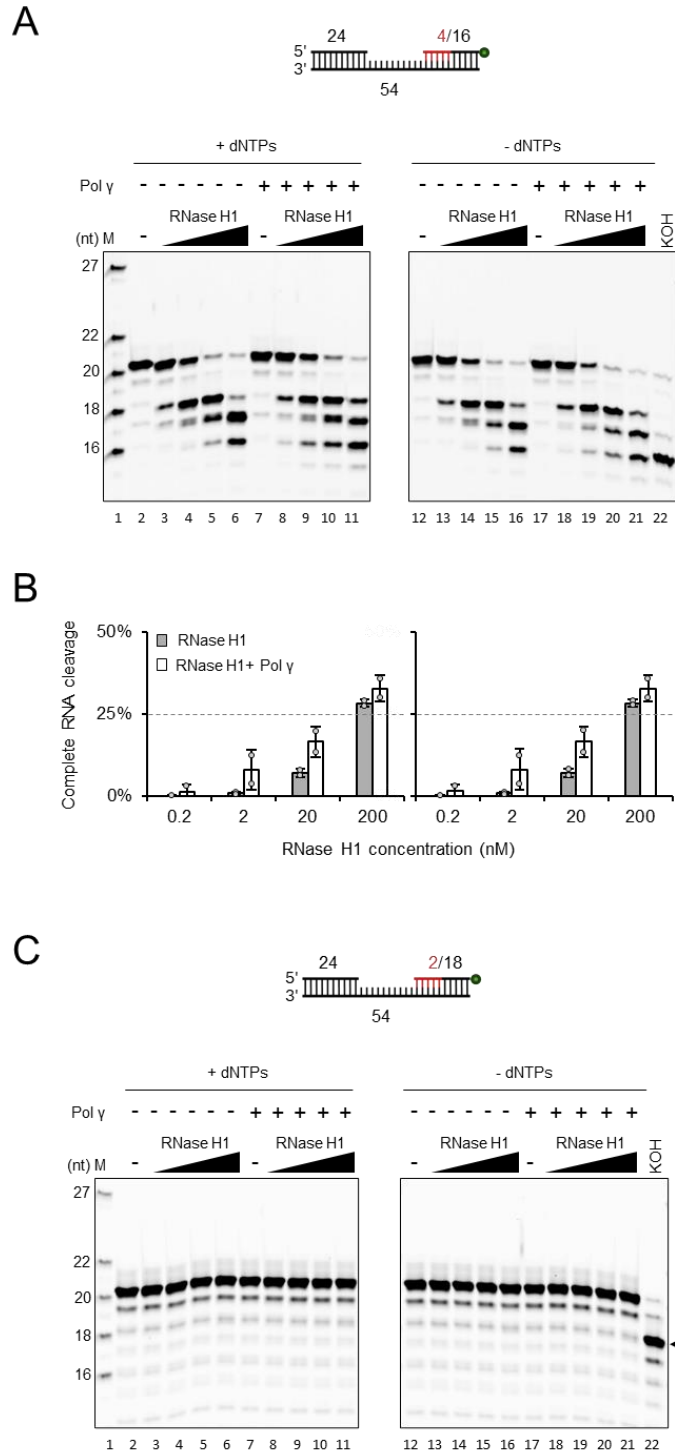 A
24 4/16
5'
3'
54
+ dNTPs - dNTPs
Pol γ - - - - - + + + + + - - - - - + + + + +
RNase H1 RNase H1 RNase H1 RNase H1 KOH
(nt) M - - - -
27
22
20
18
16
1 2 3 4 5 6 7 8 9 10 11 12 13 14 15 16 17 18 19 20 21 22
B
50%
25%
0%
Complete RNA cleavage
RNase H1
RNase H1+ Pol γ
0.2 2 20 200 0.2 2 20 200
RNase H1 concentration (nM)
C
24 2/18
5'
3'
54
+ dNTPs - dNTPs
Pol γ - - - - - + + + + + - - - - - + + + + +
RNase H1 RNase H1 RNase H1 RNase H1 KOH
(nt) M - - - -
27
22
20
18
16
1 2 3 4 5 6 7 8 9 10 11 12 13 14 15 16 17 18 19 20 21 22